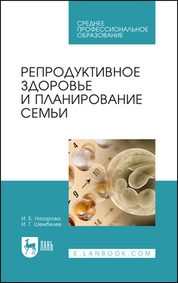 СРЕДНЕЕ
ПРОФЕССИОНАЛЬНОЕ
ОБРАЗОВАНИЕ
РЕПРОДУКТИВНОЕ
ЗДОРОВЬЕ
И ПЛАНИРОВАНИЕ
СЕМЬИ
И. Б. Назарова
И. Г. Шембелев
ЛАНЬ
E.LANBOOK.COM